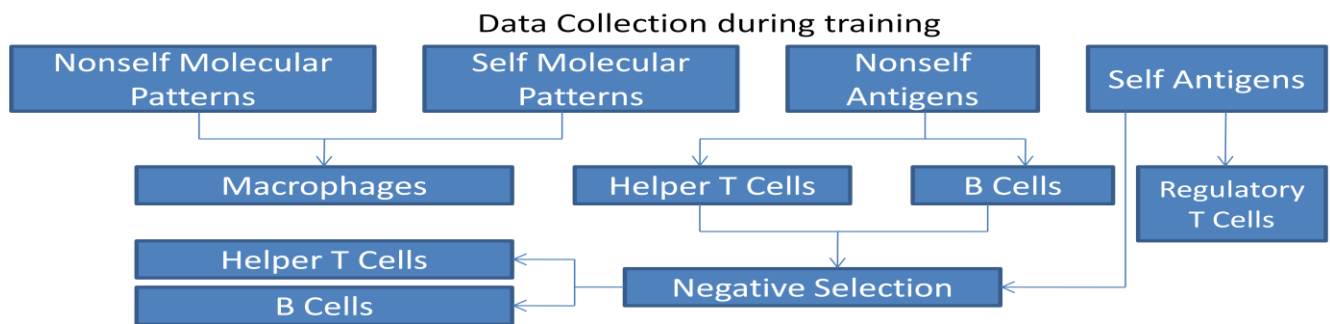 Data Collection during training
Nonself Molecular
Patterns
Self Molecular
Patterns
Nonself
Antigens
Self Antigens
Macrophages
Helper T Cells
B Cells
Regulatory
T Cells
Helper T Cells
B Cells
Negative Selection